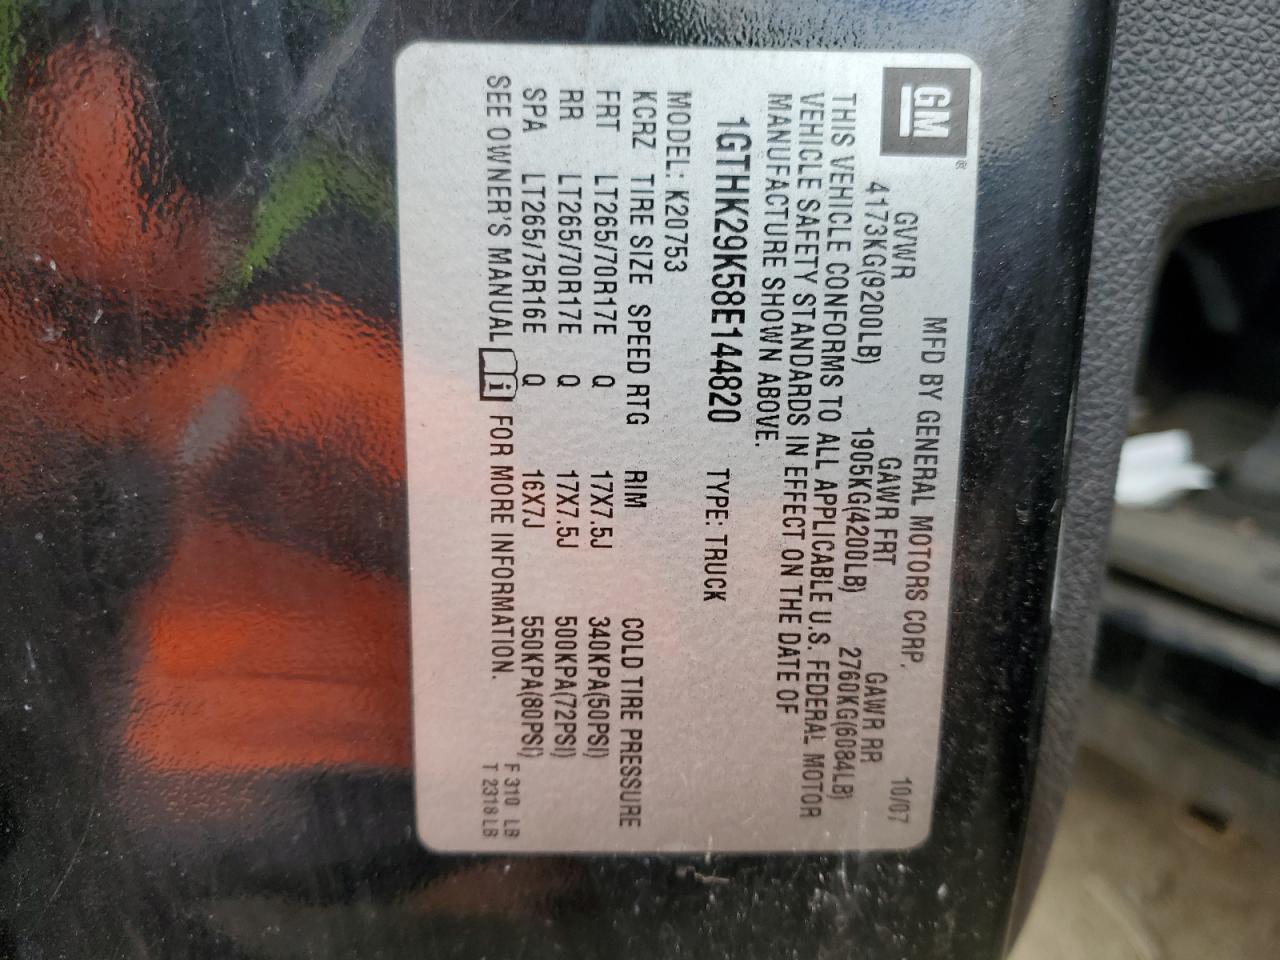 GM®
MFD BY GENERAL MOTORS CORP. 10/07
GVWR GAWR FRT GAWR RR
4173KG(9200LB) 1905KG(4200LB) 2760KG(6084LB)
THIS VEHICLE CONFORMS TO ALL APPLICABLE U.S. FEDERAL MOTOR
VEHICLE SAFETY STANDARDS IN EFFECT ON THE DATE OF
MANUFACTURE SHOWN ABOVE.
1GTHK29K58E144820 TYPE: TRUCK
MODEL: K20753
KCRZ TIRE SIZE SPEED RTG RIM COLD TIRE PRESSURE
FRT LT265/70R17E Q 17X7.5J 340KPA(50PSI)
RR LT265/70R17E Q 17X7.5J 500KPA(72PSI)
SPA LT265/75R16E Q 16X7J 550KPA(80PSI)
SEE OWNER'S MANUAL i FOR MORE INFORMATION.
F 310 LB
T 2318 LB